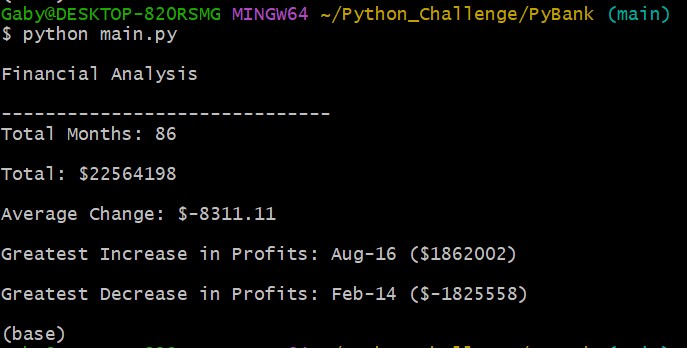 Gaby@DESKTOP-82ORSMG MINGW64 ~/Python_Challenge/PyBank (main)
$ python main.py
Financial Analysis
------------------------------
Total Months: 86
Total: $22564198
Average Change: $-8311.11
Greatest Increase in Profits: Aug-16 ($1862002)
Greatest Decrease in Profits: Feb-14 ($-1825558)
(base)